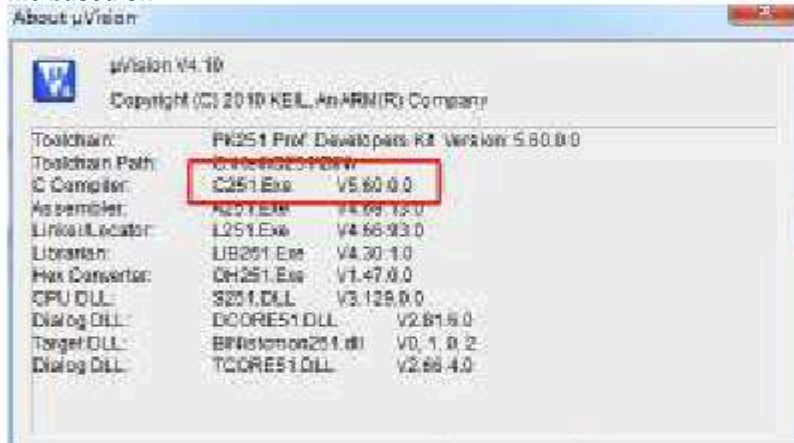 About µVision
µVision V4.10
Copyright (C) 2010 KEIL, An ARM(R) Company
Toolchain: PK251 Prof. Developers Kit Version: 5.60.0.0
Toolchain Path:
C Compiler: C251.Exe V5.60.0.0
Assembler: A251.EXE
Linker/Locator: L251.Exe V4.66.93.0
Librarian: LIB251.Exe V4.30.1.0
Hex Converter: OH251.Exe V1.47.0.0
CPU DLL: S251.DLL V3.129.0.0
Dialog DLL: DCORE51.DLL V2.81.6.0
Target DLL: V0, 1, 0, 2
Dialog DLL: TCORE51.DLL V2.66.4.0